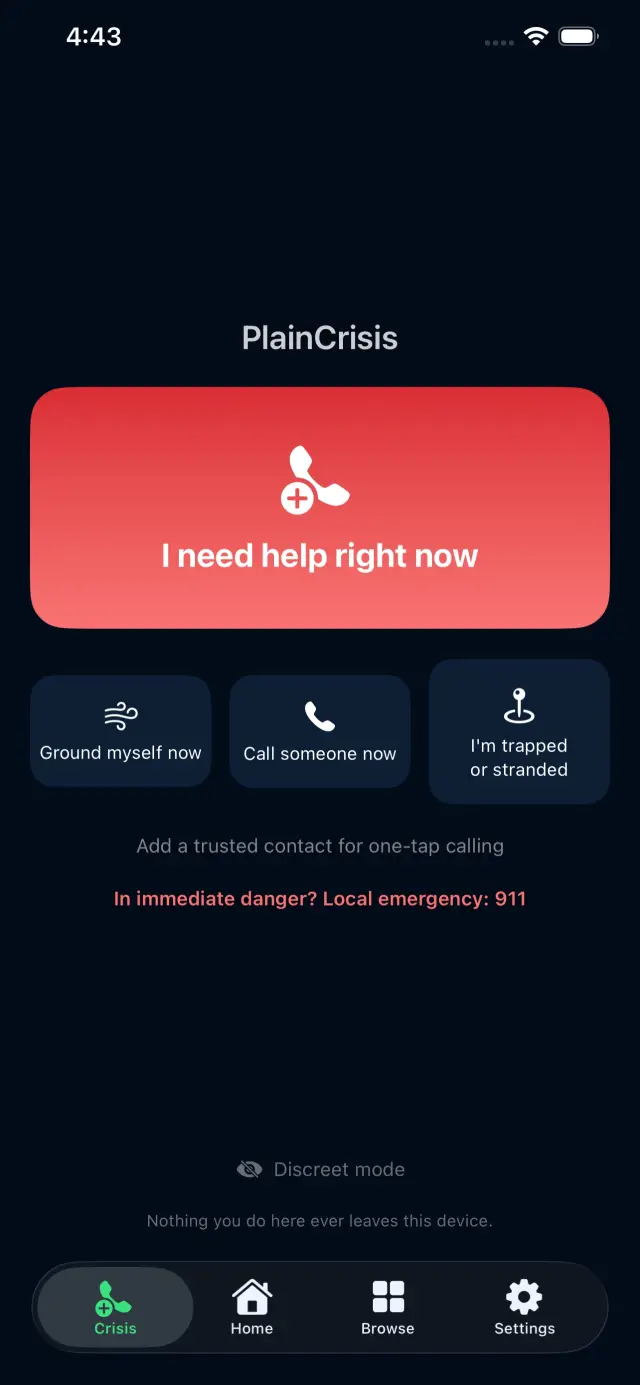 4:43
PlainCrisis
I need help right now
Ground myself now
Call someone now
I'm trapped
or stranded
Add a trusted contact for one-tap calling
In immediate danger? Local emergency: 911
Discreet mode
Nothing you do here ever leaves this device.
Crisis
Home
Browse
Settings